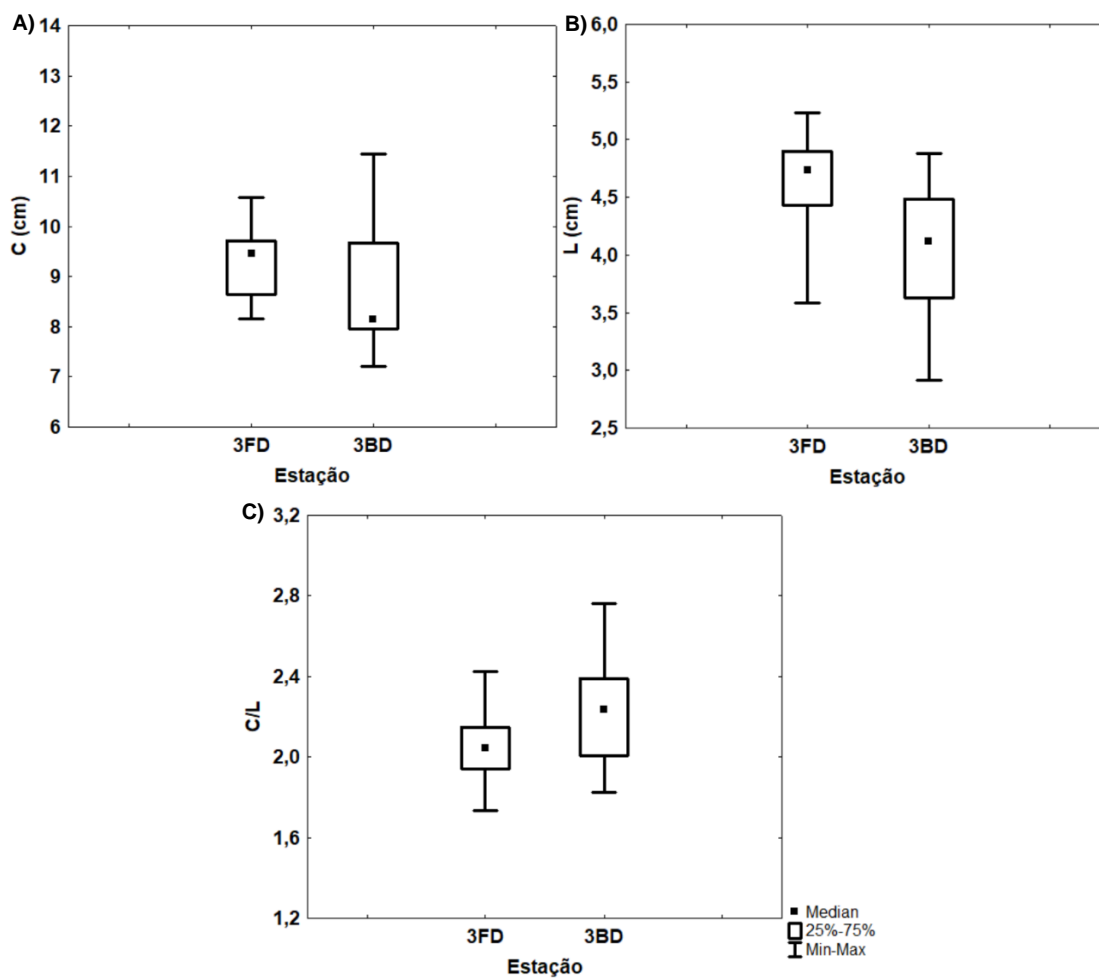 A)
14
13
12
11
10
9
8
7
6
C (cm)
3FD 3BD
Estação
B)
6,0
5,5
5,0
4,5
4,0
3,5
3,0
2,5
L (cm)
3FD 3BD
Estação
C)
3,2
2,8
2,4
2,0
1,6
1,2
C/L
3FD 3BD
Estação
Median
25%-75%
Min-Max